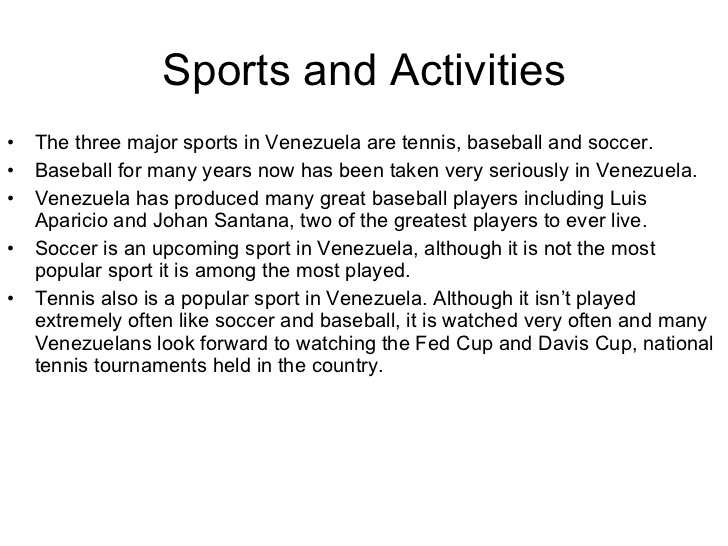 Sports and Activities
• The three major sports in Venezuela are tennis, baseball and soccer.
• Baseball for many years now has been taken very seriously in Venezuela.
• Venezuela has produced many great baseball players including Luis
Aparicio and Johan Santana, two of the greatest players to ever live.
• Soccer is an upcoming sport in Venezuela, although it is not the most
popular sport it is among the most played.
• Tennis also is a popular sport in Venezuela. Although it isn’t played
extremely often like soccer and baseball, it is watched very often and many
Venezuelans look forward to watching the Fed Cup and Davis Cup, national
tennis tournaments held in the country.